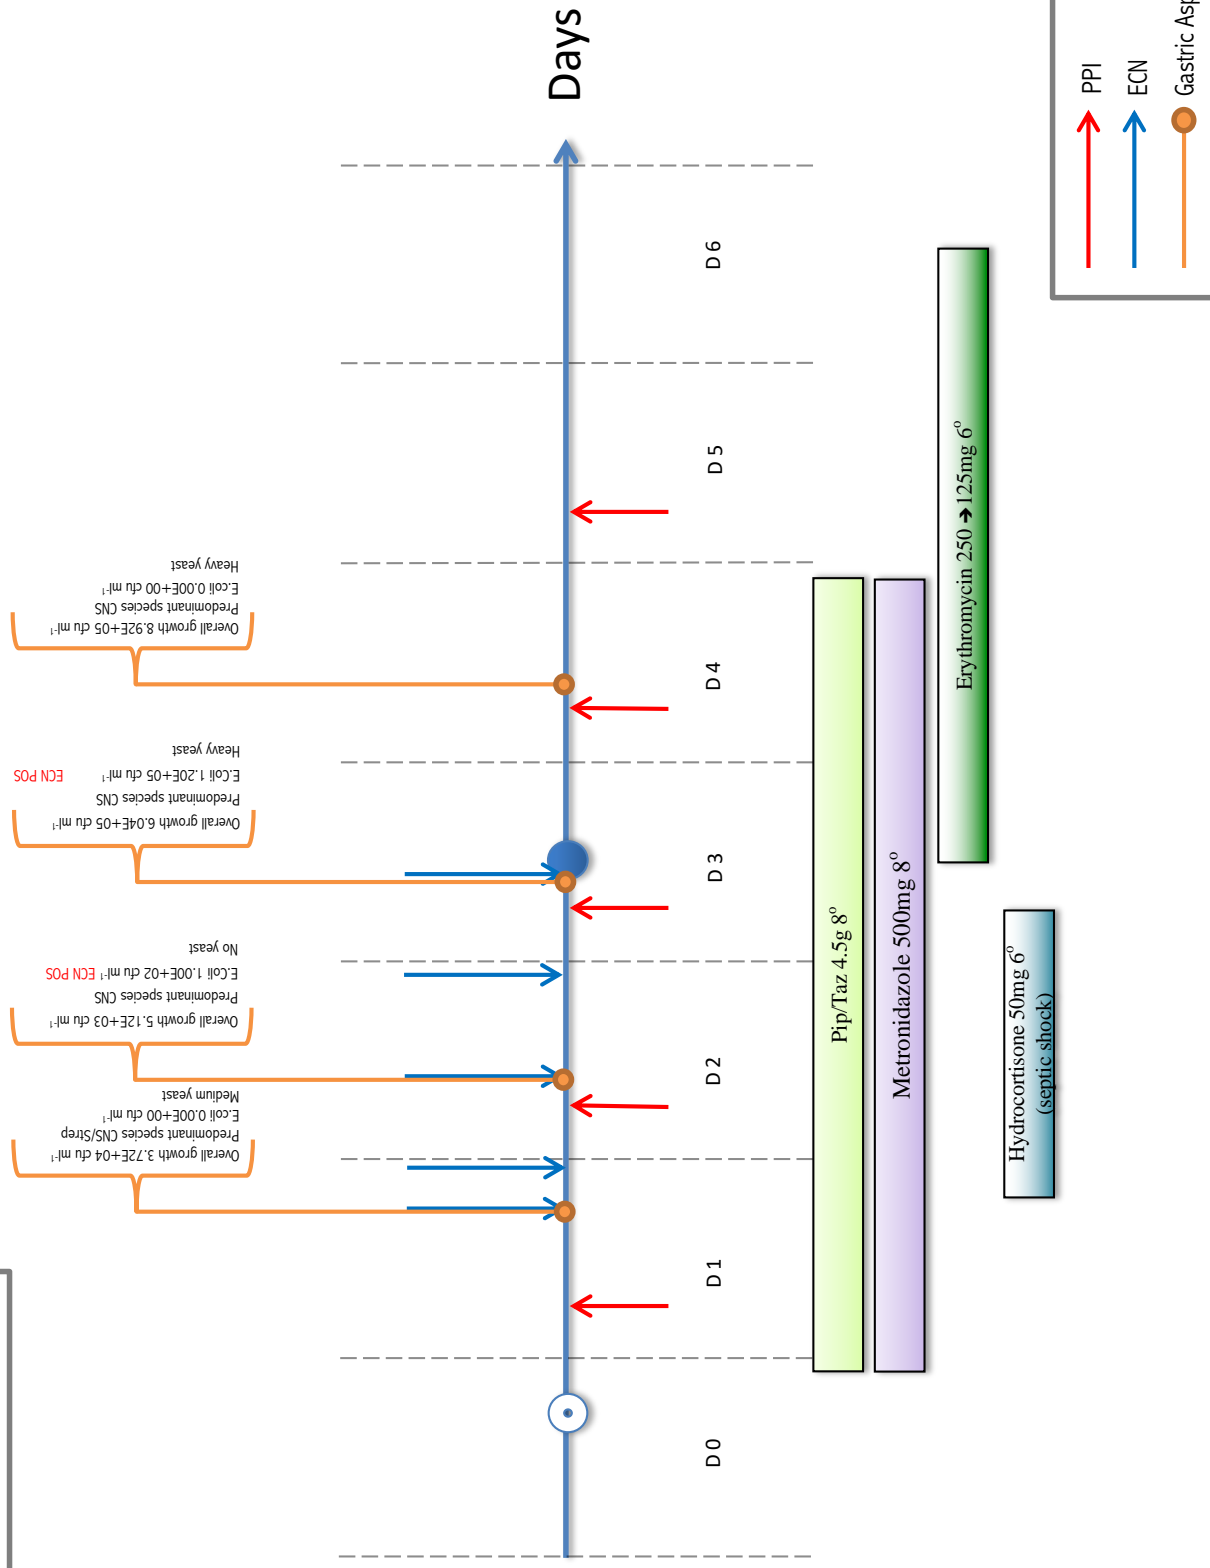 Overall growth 3.72E+04 cfu ml-1
Predominant species CNS/Strep
E.coli 0.00E+00 cfu ml-1
Medium yeast
Overall growth 5.12E+03 cfu ml-1
Predominant species CNS
E.Coli 1.00E+02 cfu ml-1 ECN POS
No yeast
Overall growth 6.04E+05 cfu ml-1
Predominant species CNS
E.Coli 1.20E+05 cfu ml-1 ECN POS
Heavy yeast
Overall growth 8.92E+05 cfu ml-1
Predominant species CNS
E.coli 0.00E+00 cfu ml-1
Heavy yeast
Days
D 0
D 1
D 2
D 3
D 4
D 5
D 6
Pip/Taz 4.5g 8°
Metronidazole 500mg 8°
Erythromycin 250 ➔125mg 6°
Hydrocortisone 50mg 6°
(septic shock)
PPI
ECN
Gastric Asp